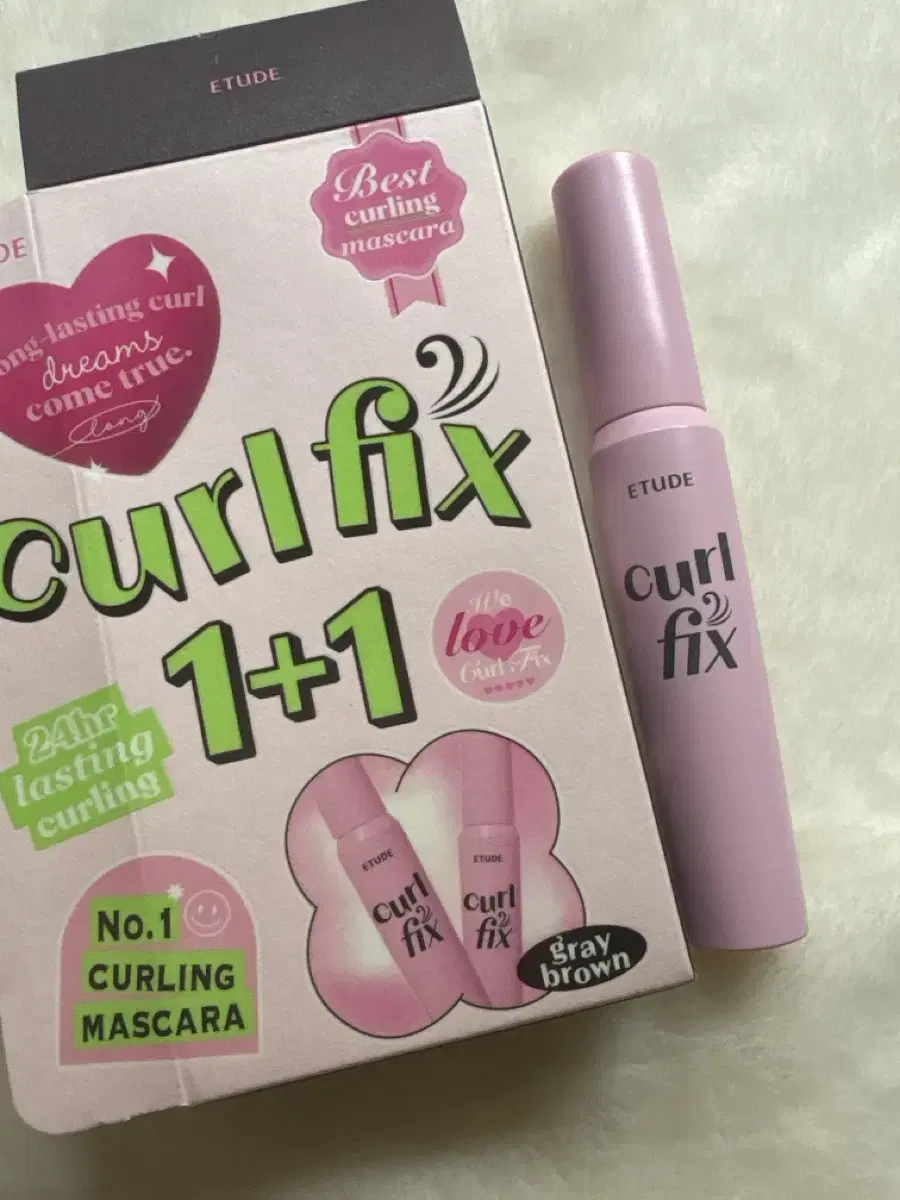 ETUDE
Best
curling
mascara
DE
ong-lasting curl
dreams
come true.
long
curl fix
1+1
We
love
Curl Fix
24hr
lasting
curling
No.1
CURLING
MASCARA
ETUDE
curl
fix
ETUDE
curl
fix
gray
brown
ETUDE
curl
fix